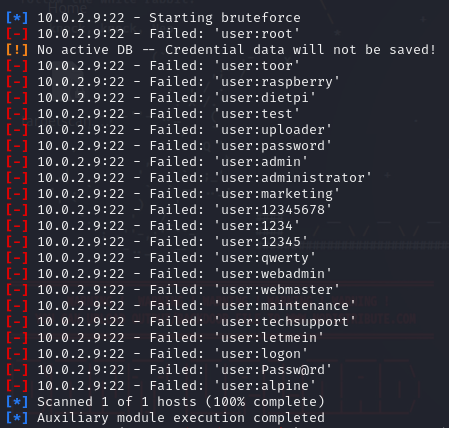 [*] 10.0.2.9:22 - Starting bruteforce
[-] 10.0.2.9:22 - Failed: 'user:root'
[!] No active DB -- Credential data will not be saved!
[-] 10.0.2.9:22 - Failed: 'user:toor'
[-] 10.0.2.9:22 - Failed: 'user:raspberry'
[-] 10.0.2.9:22 - Failed: 'user:dietpi'
[-] 10.0.2.9:22 - Failed: 'user:test'
[-] 10.0.2.9:22 - Failed: 'user:uploader'
[-] 10.0.2.9:22 - Failed: 'user:password'
[-] 10.0.2.9:22 - Failed: 'user:admin'
[-] 10.0.2.9:22 - Failed: 'user:administrator'
[-] 10.0.2.9:22 - Failed: 'user:marketing'
[-] 10.0.2.9:22 - Failed: 'user:12345678'
[-] 10.0.2.9:22 - Failed: 'user:1234'
[-] 10.0.2.9:22 - Failed: 'user:12345'
[-] 10.0.2.9:22 - Failed: 'user:qwerty'
[-] 10.0.2.9:22 - Failed: 'user:webadmin'
[-] 10.0.2.9:22 - Failed: 'user:webmaster'
[-] 10.0.2.9:22 - Failed: 'user:maintenance'
[-] 10.0.2.9:22 - Failed: 'user:techsupport'
[-] 10.0.2.9:22 - Failed: 'user:letmein'
[-] 10.0.2.9:22 - Failed: 'user:logon'
[-] 10.0.2.9:22 - Failed: 'user:Passw@rd'
[-] 10.0.2.9:22 - Failed: 'user:alpine'
[*] Scanned 1 of 1 hosts (100% complete)
[*] Auxiliary module execution completed